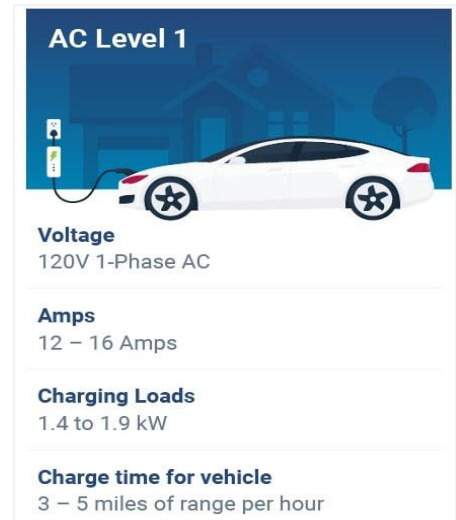 AC Level 1
Voltage
120V 1-Phase AC
Amps
12 – 16 Amps
Charging Loads
1.4 to 1.9 kW
Charge time for vehicle
3 – 5 miles of range per hour